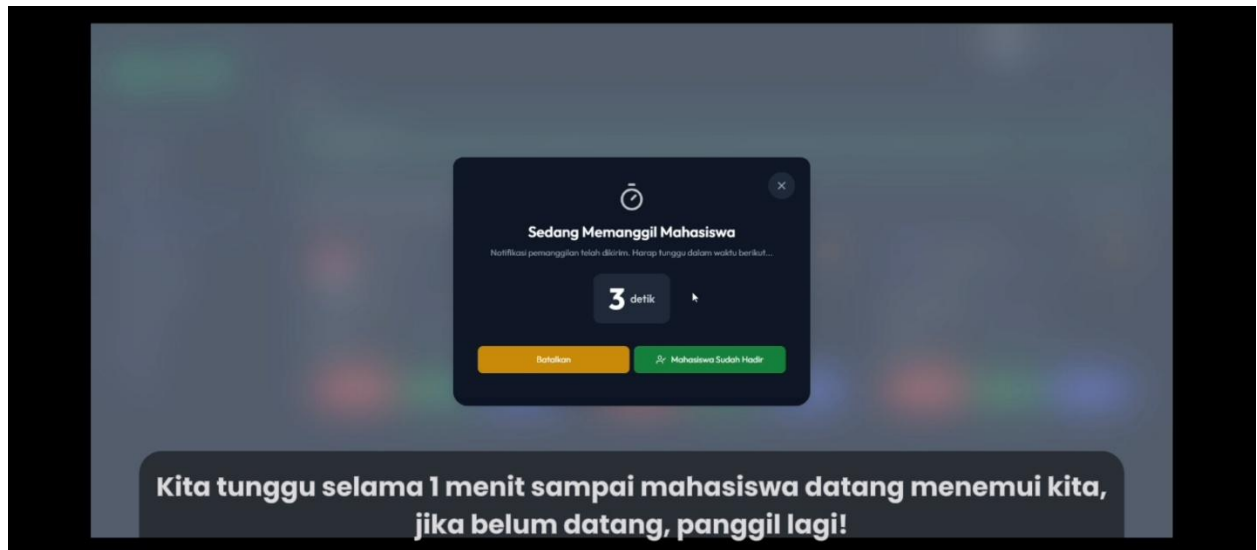 Sedang Memanggil Mahasiswa
Notifikasi pemanggilan telah dikirim. Harap tunggu dalam waktu berikut...
3 detik
Batalkan
Mahasiswa Sudah Hadir
Kita tunggu selama 1 menit sampai mahasiswa datang menemui kita,
jika belum datang, panggil lagi!